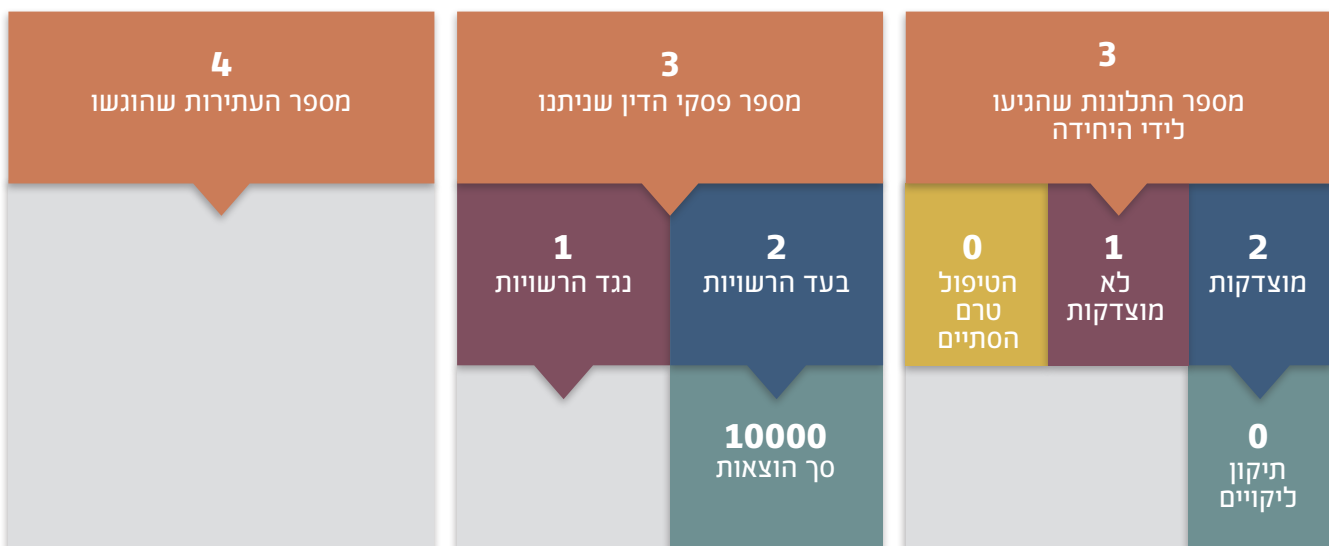 3
מספר התלונות שהגיעו
לידי היחידה
2
מוצדקות
1
לא
מוצדקות
0
הטיפול
טרם
הסתיים
0
תיקון
ליקויים
3
מספר פסקי הדין שניתנו
2
בעד הרשויות
1
נגד הרשויות
10000
סך הוצאות
4
מספר העתירות שהוגשו